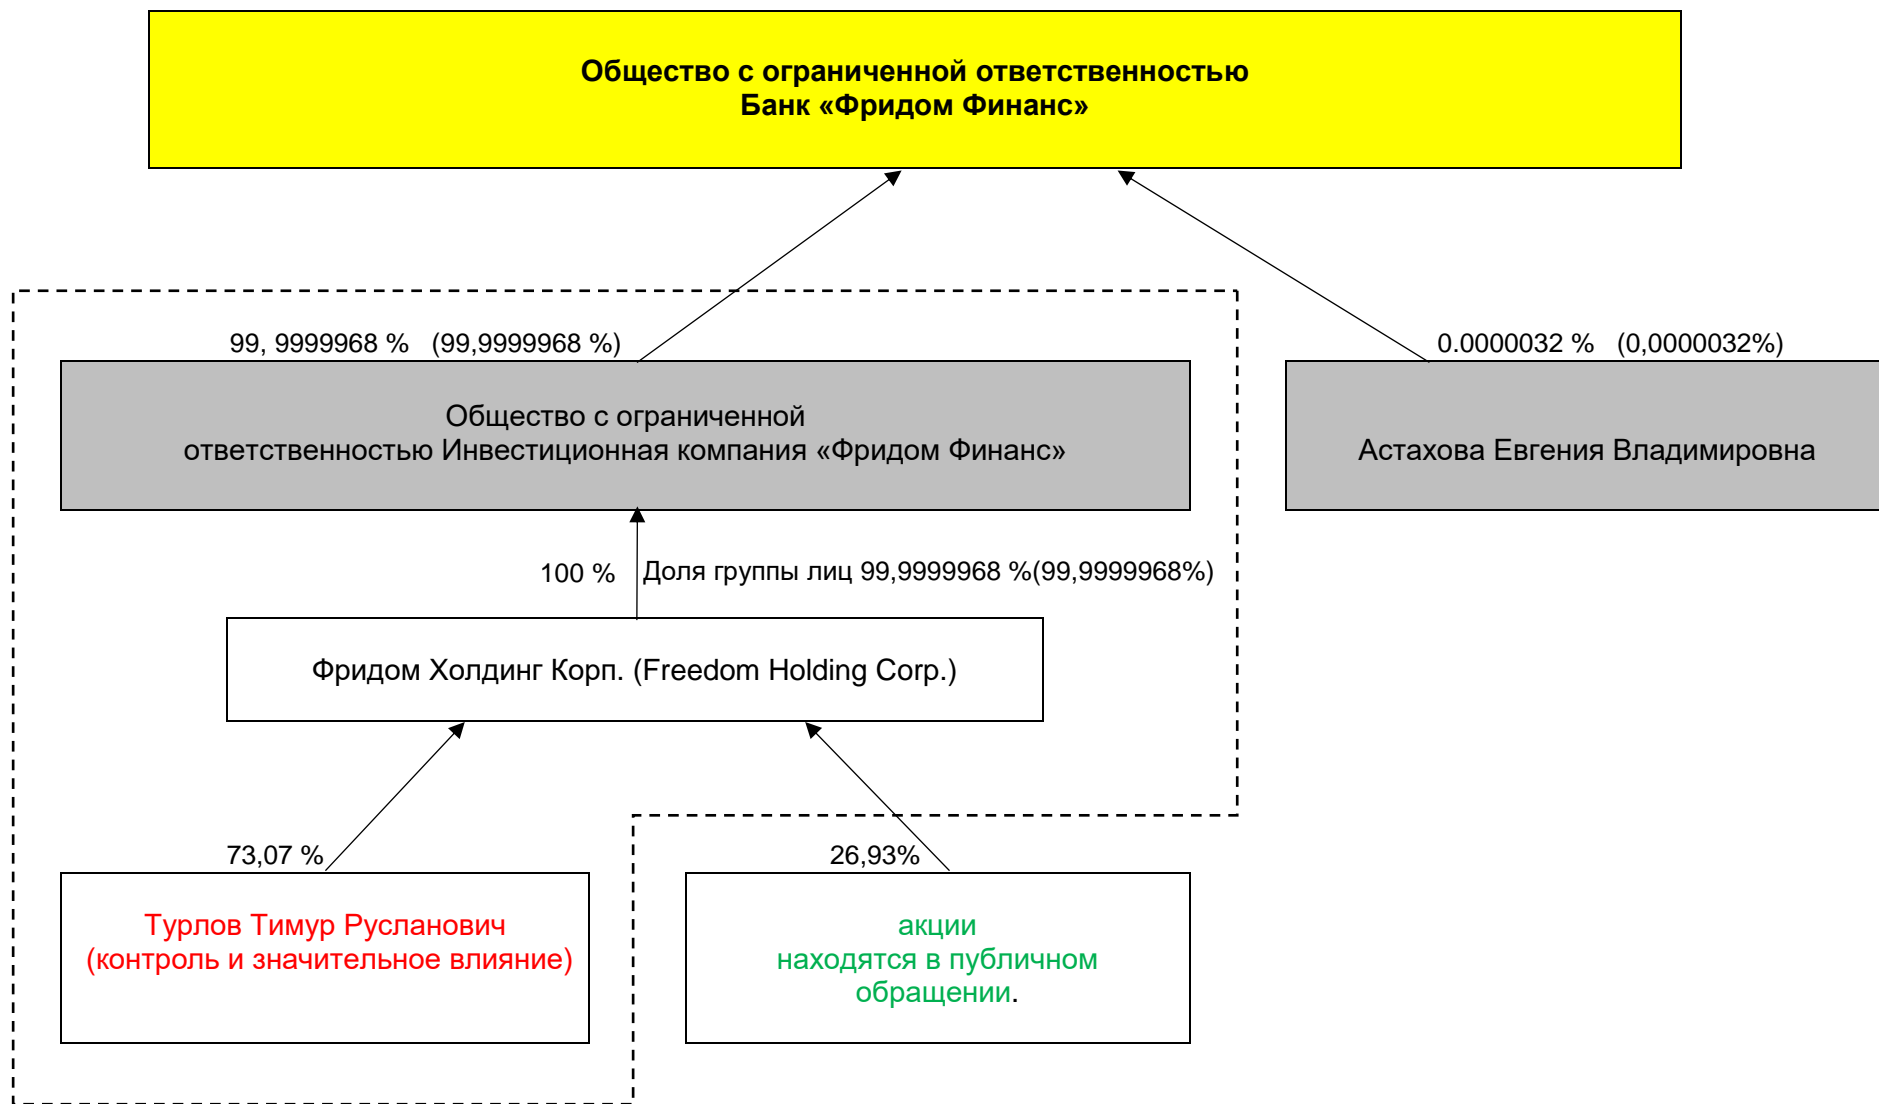 Общество с ограниченной ответственностью
Банк «Фридом Финанс»
99, 9999968 % (99,9999968 %)
0.0000032 % (0,0000032%)
Общество с ограниченной
ответственностью Инвестиционная компания «Фридом Финанс»
Астахова Евгения Владимировна
100 %
Доля группы лиц 99,9999968 %(99,9999968%)
Фридом Холдинг Корп. (Freedom Holding Corp.)
73,07 %
26,93%
Турлов Тимур Русланович
(контроль и значительное влияние)
акции
находятся в публичном
обращении.